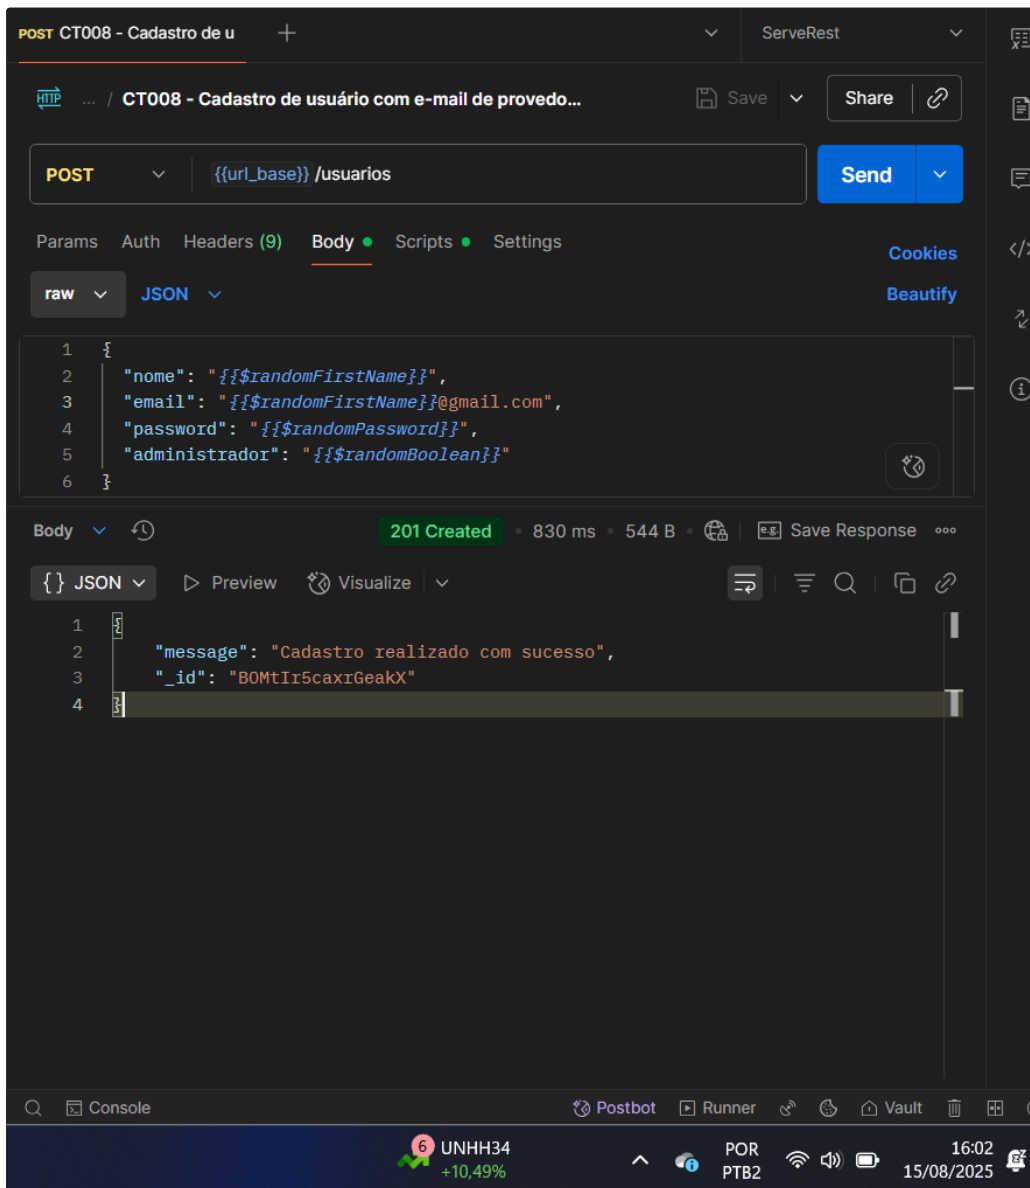 POST CT008 - Cadastro de u
ServeRest
HTTP ... / CT008 - Cadastro de usuário com e-mail de provedo...
Save
Share
POST
{{url_base}} /usuarios
Send
Params Auth Headers (9) Body Scripts Settings
Cookies
raw JSON
Beautify
1 {
2 "nome": "{{$randomFirstName}}",
3 "email": "{{$randomFirstName}}@gmail.com",
4 "password": "{{$randomPassword}}",
5 "administrador": "{{$randomBoolean}}"
6 }
Body 201 Created 830 ms 544 B e.g. Save Response
{} JSON Preview Visualize
1 {
2 "message": "Cadastro realizado com sucesso",
3 "_id": "BOMtIr5caxrGeakX"
4 }
Console
Postbot Runner Vault
6 UNHH34
+10,49%
POR
PTB2
16:02
15/08/2025